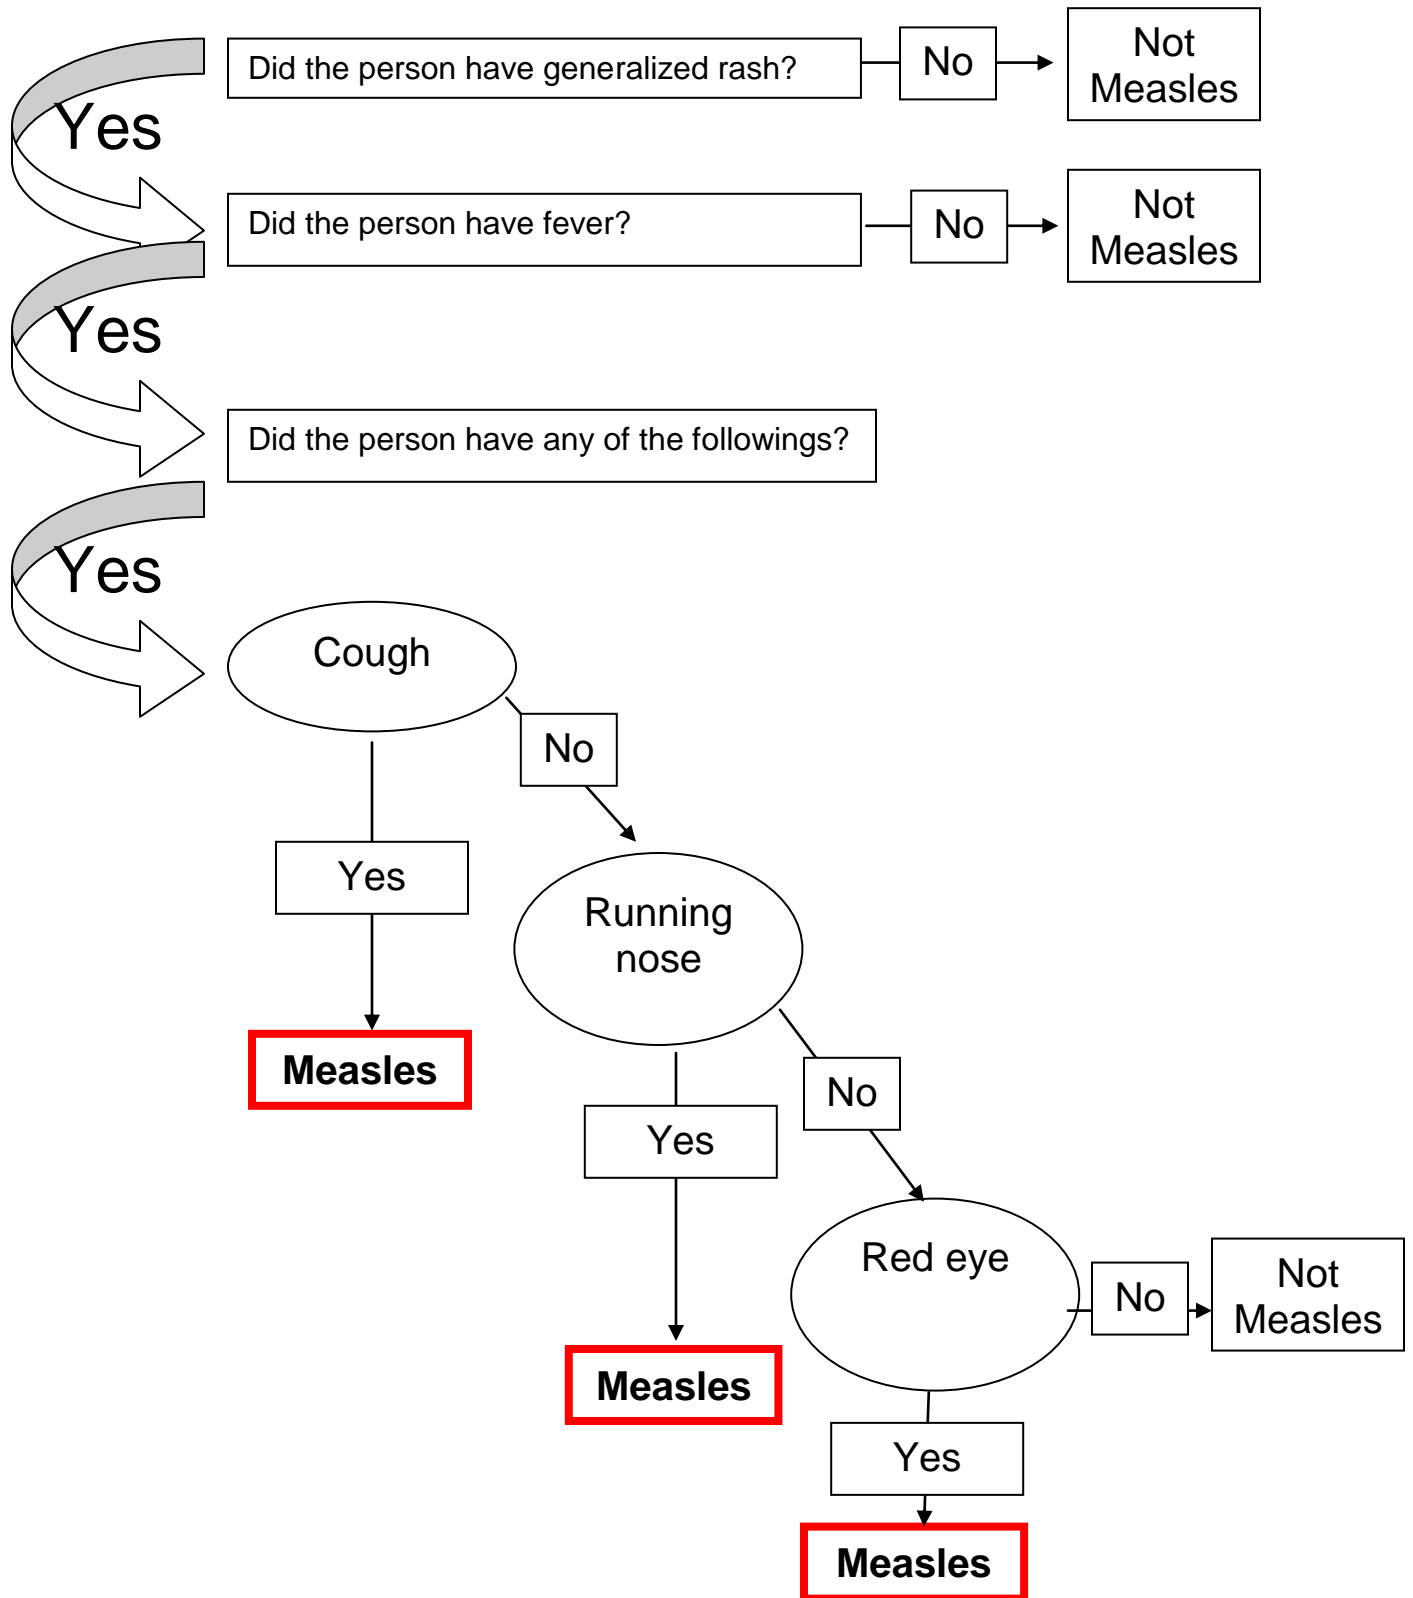 Did the person have generalized rash?
No
Not
Measles
Yes
Did the person have fever?
No
Not
Measles
Yes
Did the person have any of the followings?
Yes
Cough
No
Yes
Running
nose
Measles
No
Yes
Red eye
No
Not
Measles
Measles
Yes
Measles